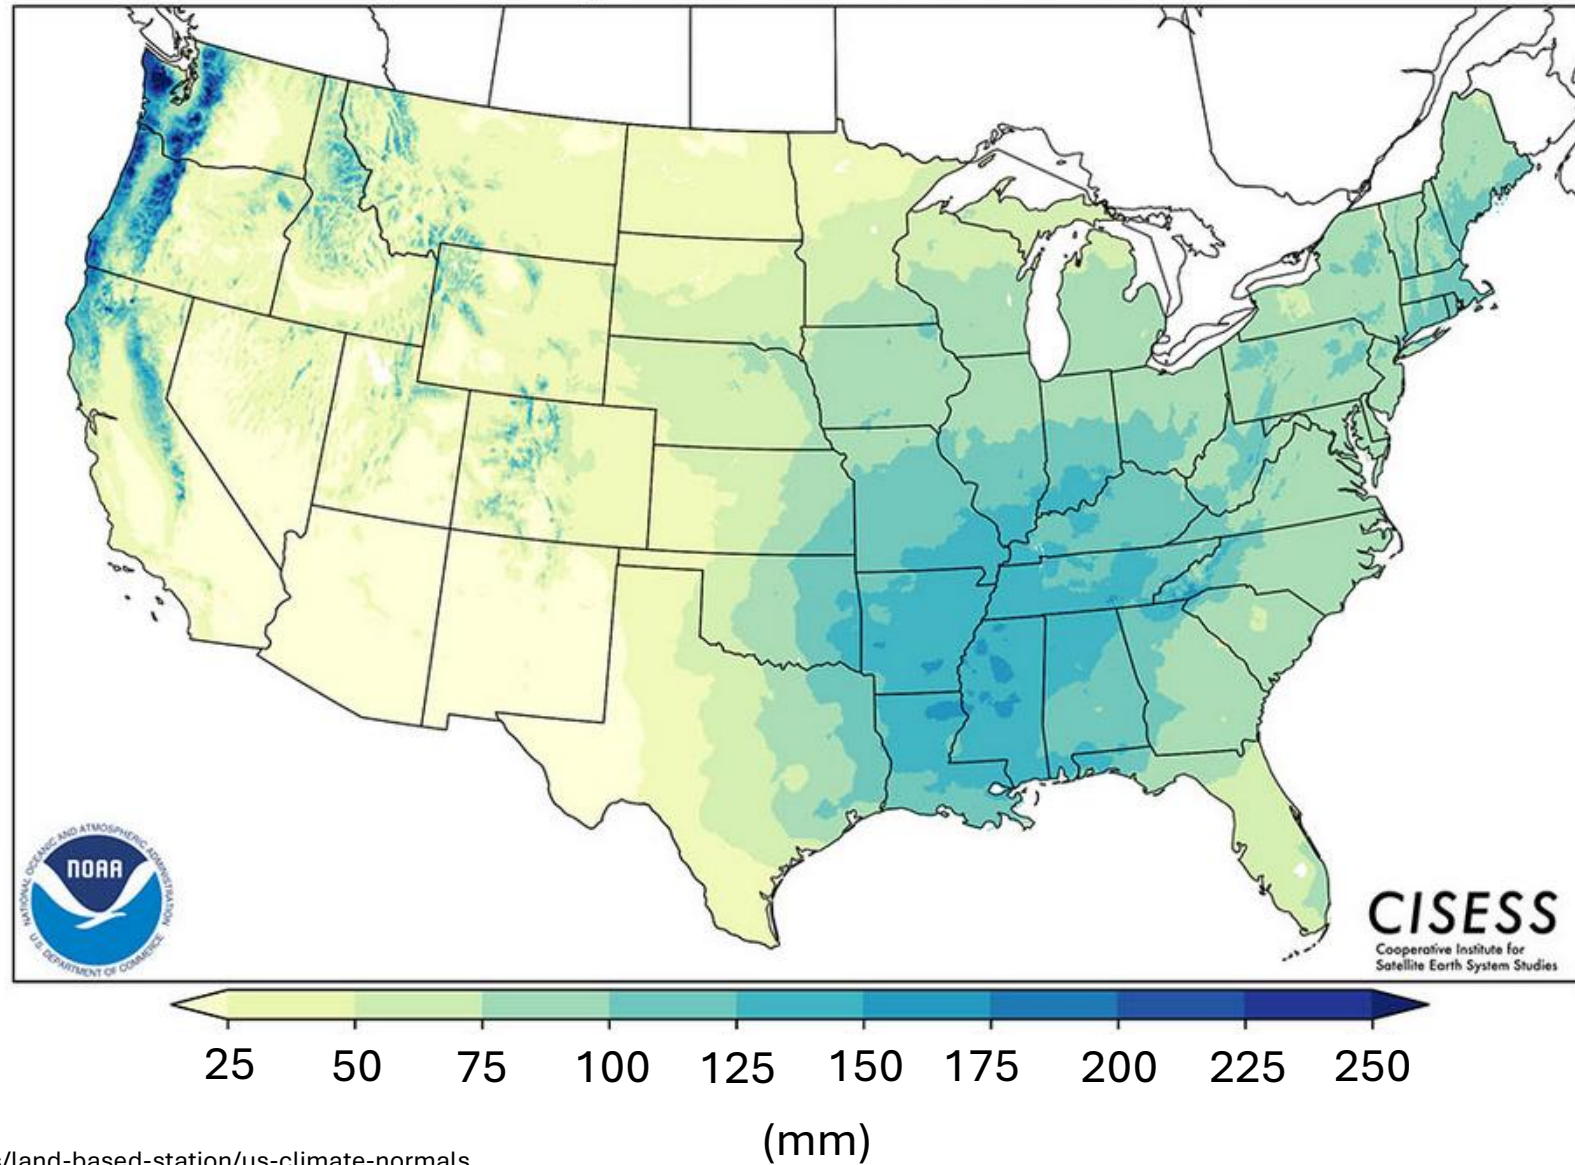 NATIONAL OCEANIC AND ATMOSPHERIC ADMINISTRATION
NOAA
U.S. DEPARTMENT OF COMMERCE
CISESS
Cooperative Institute for
Satellite Earth System Studies
25 50 75 100 125 150 175 200 225 250
(mm)
/land-based-station/us-climate-normals